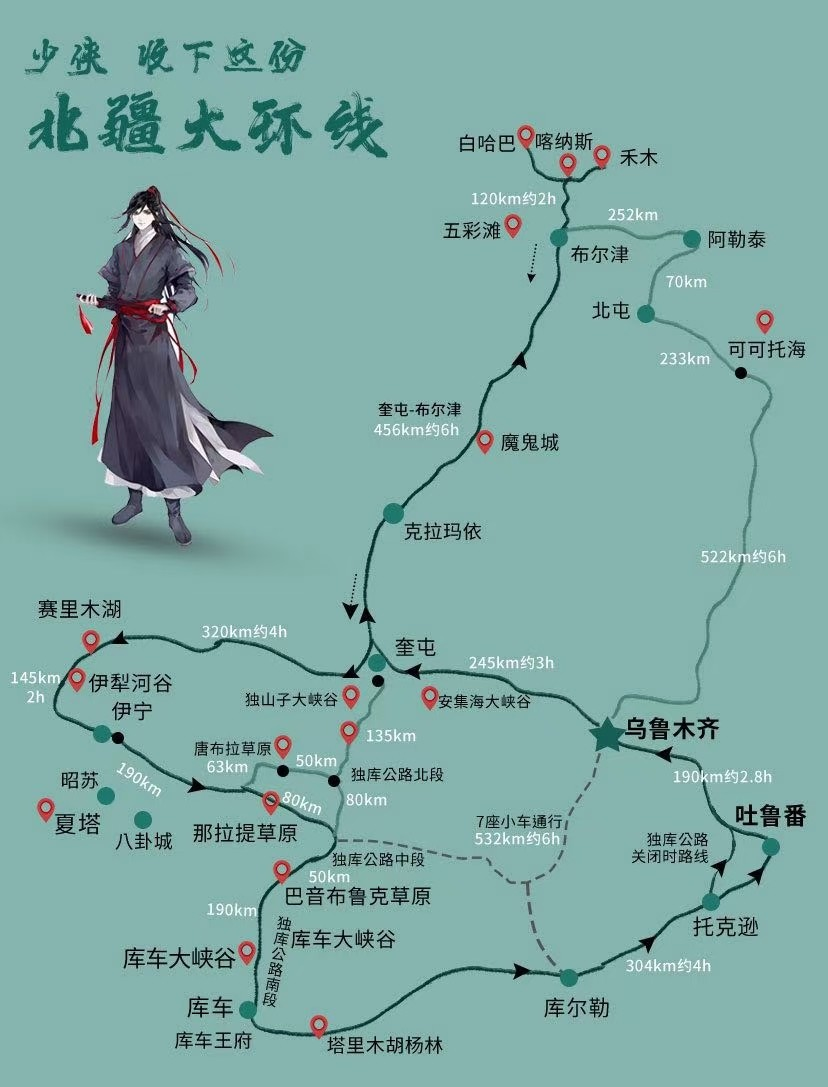 少侠 收下这份
北疆大环线
白哈巴
喀纳斯
禾木
120km约2h
252km
五彩滩
布尔津
阿勒泰
70km
北屯
233km
可可托海
奎屯-布尔津
456km约6h
魔鬼城
克拉玛依
522km约6h
赛里木湖
320km约4h
奎屯
245km约3h
145km
2h
伊犁河谷
伊宁
独山子大峡谷
安集海大峡谷
乌鲁木齐
135km
唐布拉草原
50km
63km
独库公路北段
190km
80km
80km
昭苏
夏塔
八卦城
那拉提草原
7座小车通行
532km约6h
190km约2.8h
吐鲁番
独库公路
关闭时路线
独库公路中段
50km
巴音布鲁克草原
190km
独库公路南段
库车大峡谷
库车大峡谷
托克逊
304km约4h
库车
库车王府
库尔勒
塔里木胡杨林